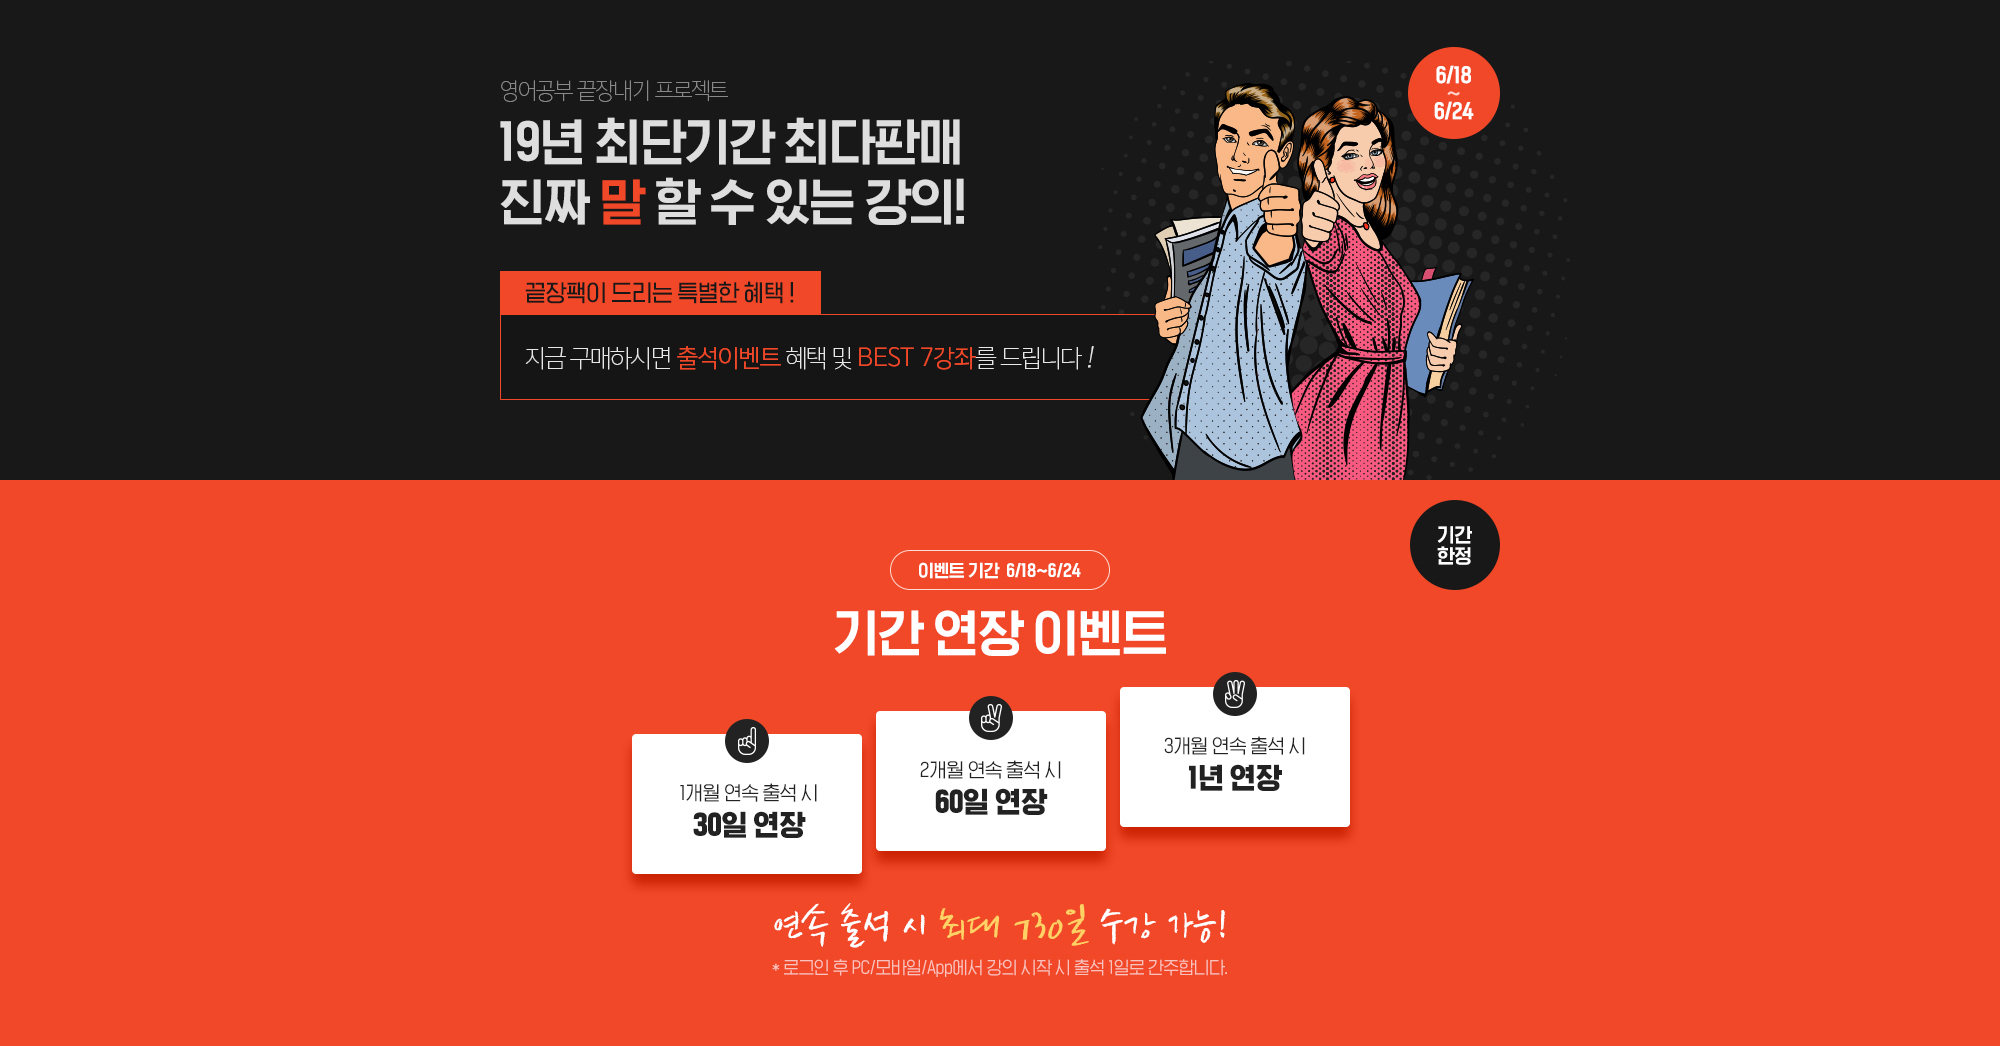 영어공부 끝장내기 프로젝트
19년 최단기간 최다판매
진짜 말 할 수 있는 강의!
6/18
~
6/24
끝장팩이 드리는 특별한 혜택 !
지금 구매하시면 출석이벤트 혜택 및 BEST 7강좌를 드립니다 !
기간
한정
이벤트 기간 6/18~6/24
기간 연장 이벤트
1개월 연속 출석 시
30일 연장
2개월 연속 출석 시
60일 연장
3개월 연속 출석 시
1년 연장
연속 출석 시 최대 730일 수강 가능!
* 로그인 후 PC/모바일/App에서 강의 시작 시 출석 1일로 간주합니다.